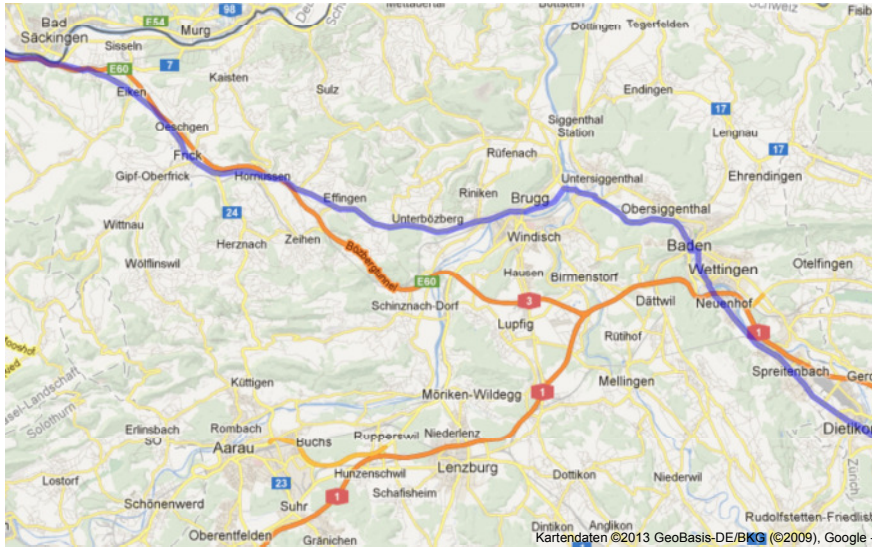 Bad
Säckingen
E54
Murg
98
Döttingen
Tegerfelden
Schweiz
Sisseln
E60
7
Kaisten
Sulz
Endingen
17
Eiken
Oeschgen
Siggenthal
Station
Lengnau
Frick
Rüfenach
17
Gipf-Oberfrick
Hornussen
Untersiggenthal
Ehrendingen
Effingen
Riniken
Brugg
Obersiggenthal
Wittnau
24
Unterbözberg
Herznach
Zeihen
Windisch
Baden
Wölflinswil
Bözbergtunnel
Hausen
Birmenstorf
Wettingen
Otelfingen
E60
Schinznach-Dorf
3
Dättwil
Neuenhof
Lupfig
Rütihof
1
Küttigen
Mellingen
Spreitenbach
Möriken-Wildegg
1
Solothurn
Erlinsbach
SO
Rombach
Aarau
Buchs
Rupperswil
Niederlenz
Dietikon
Lostorf
Hunzenschwil
Lenzburg
Dottikon
Niederwil
Zürich
23
Schönenwerd
Suhr
1
Schafisheim
Oberentfelden
Gränichen
Dintikon
Anglikon
Rudolfstetten-Friedlist
Kartendaten ©2013 GeoBasis-DE/BKG (©2009), Google -